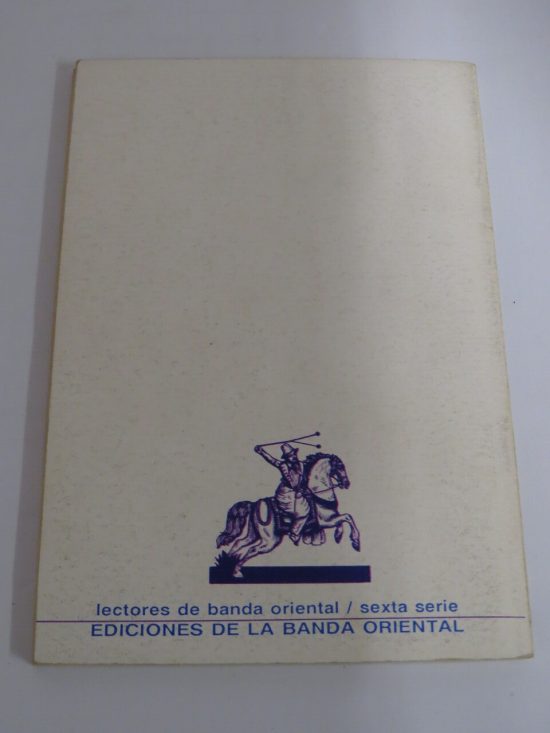 lectores de banda oriental / sexta serie
EDICIONES DE LA BANDA ORIENTAL